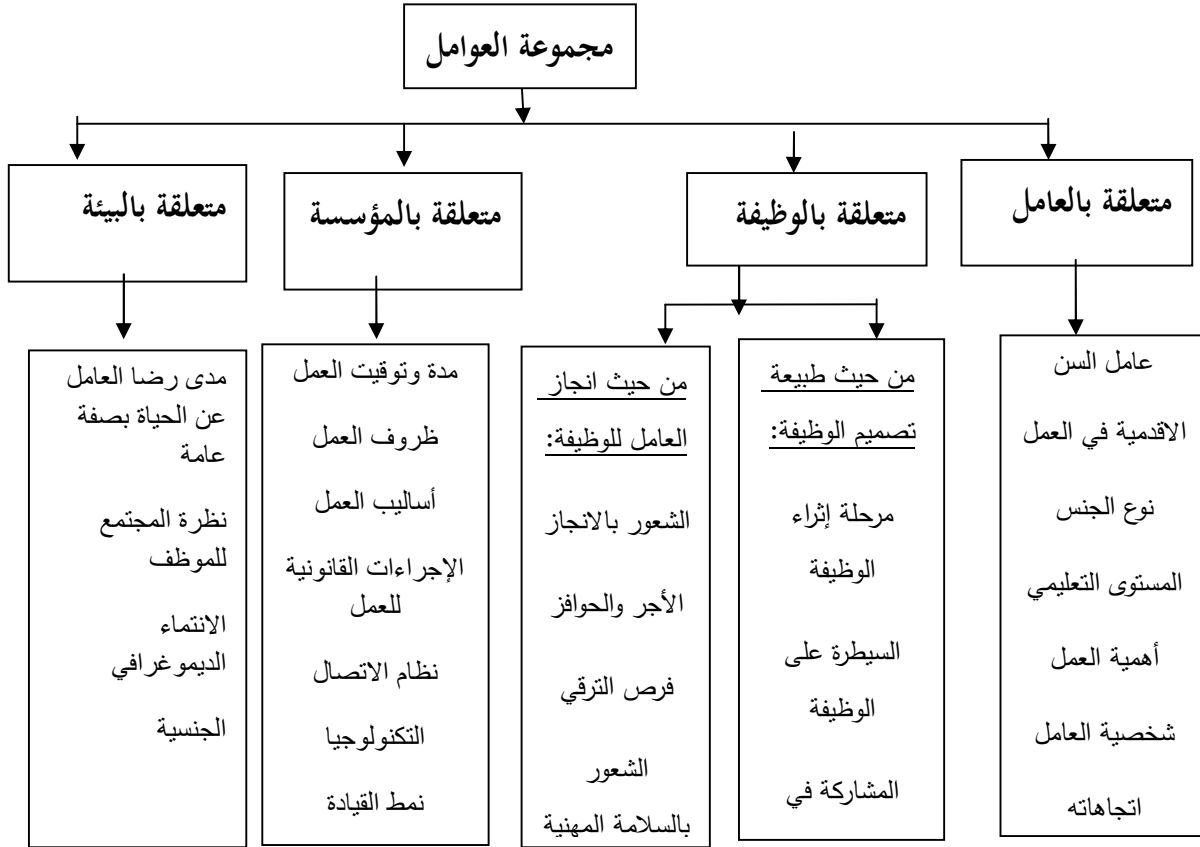 مجموعة العوامل
متعلقة بالعامل
متعلقة بالوظيفة
متعلقة بالمؤسسة
متعلقة بالبيئة
عامل السن
الاقدمية في العمل
نوع الجنس
المستوى التعليمي
أهمية العمل
شخصية العامل
اتجاهاته
من حيث طبيعة
تصميم الوظيفة:
مرحلة إثراء
الوظيفة
السيطرة على
الوظيفة
المشاركة في
من حيث انجاز
العامل للوظيفة:
الشعور بالانجاز
الأجر والحوافز
فرص الترقي
الشعور
بالسلامة المهنية
مدة وتوقيت العمل
ظروف العمل
أساليب العمل
الإجراءات القانونية
للعمل
نظام الاتصال
التكنولوجيا
نمط القيادة
مدى رضا العامل
عن الحياة بصفة
عامة
نظرة المجتمع
للموظف
الانتماء
الديموغرافي
الجنسية